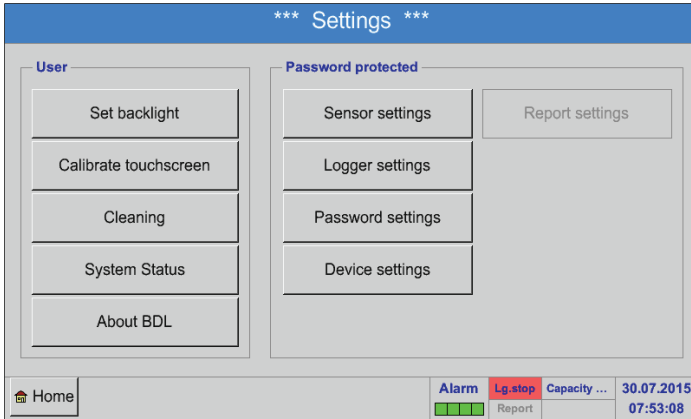 *** Settings ***
User
Set backlight
Calibrate touchscreen
Cleaning
System Status
About BDL
Password protected
Sensor settings
Report settings
Logger settings
Password settings
Device settings
Home
Alarm
Lg.stop
Capacity ...
30.07.2015
Report
07:53:08